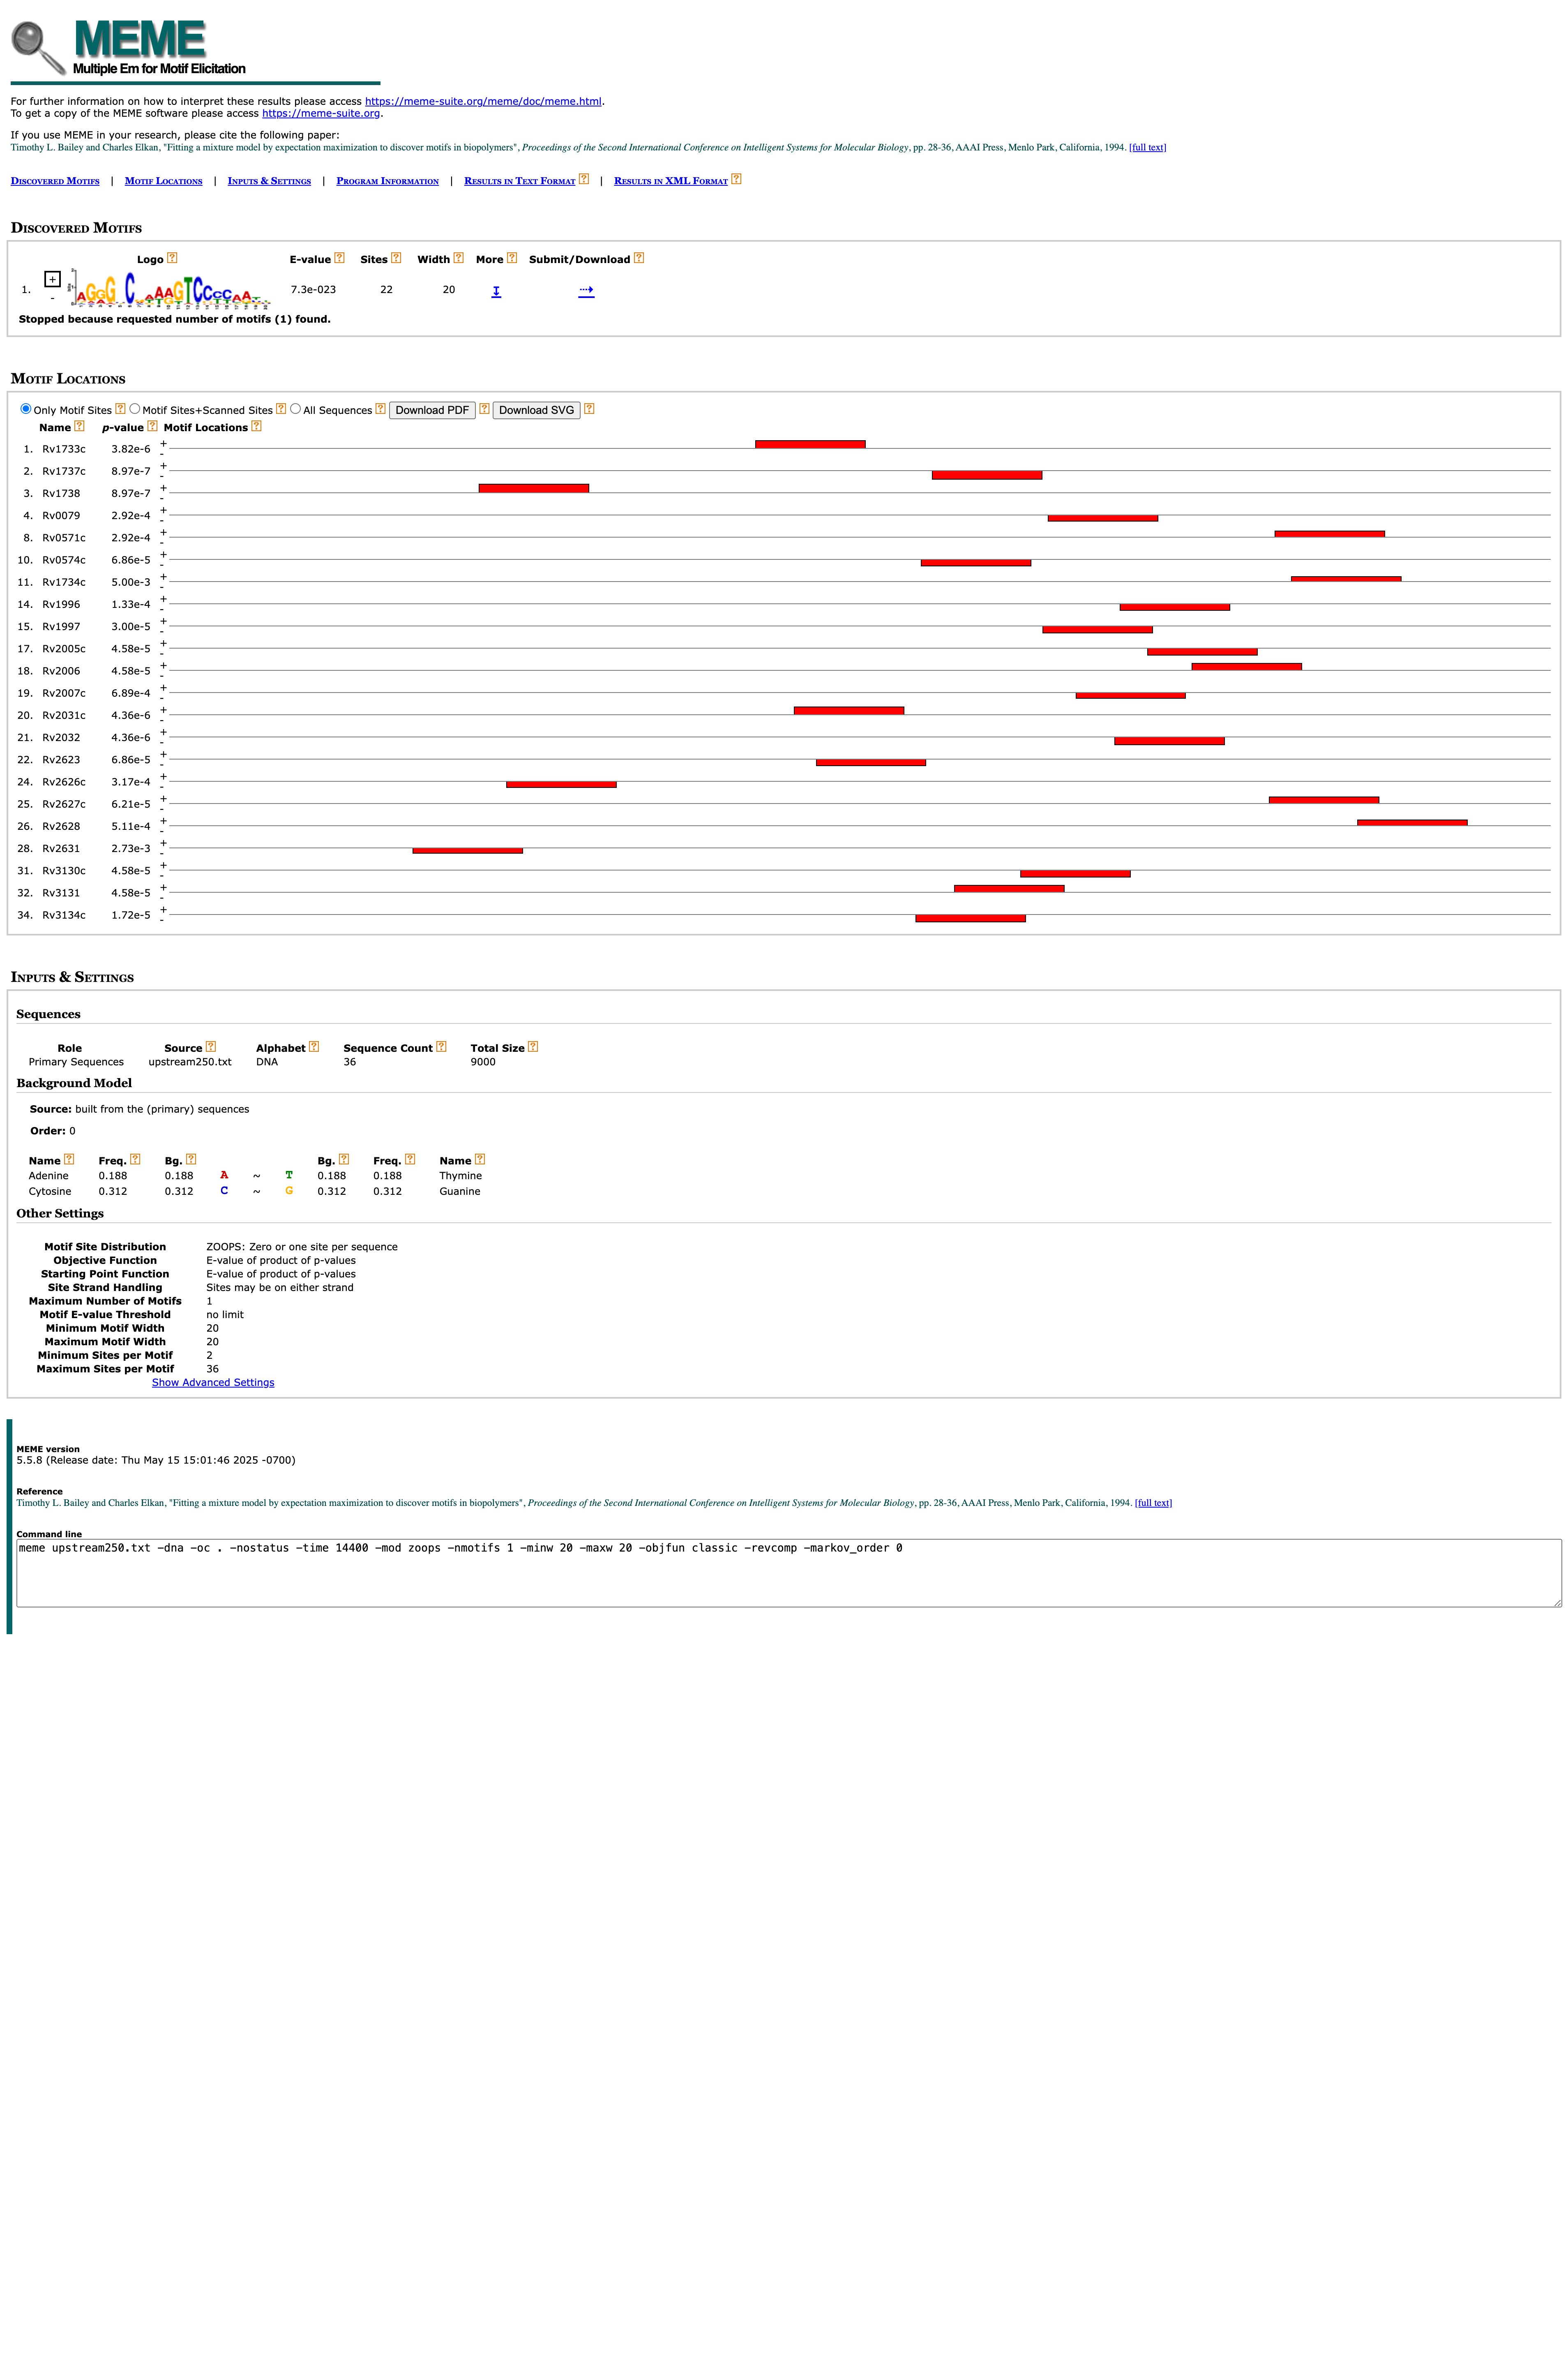 MEME
Multiple Em for Motif Elicitation
For further information on how to interpret these results please access https://meme-suite.org/meme/doc/meme.html.
To get a copy of the MEME software please access https://meme-suite.org.
If you use MEME in your research, please cite the following paper:
Timothy L. Bailey and Charles Elkan, "Fitting a mixture model by expectation maximization to discover motifs in biopolymers", Proceedings of the Second International Conference on Intelligent Systems for Molecular Biology, pp. 28-36, AAAI Press, Menlo Park, California, 1994. [full text]
Discovered Motifs | Motif Locations | Inputs & Settings | Program Information | Results in Text Format ? | Results in XML Format ?
Discovered Motifs
Logo ? E-value ? Sites ? Width ? More ? Submit/Download ?
1. + - 7.3e-023 22 20 ↧ ⇢
Stopped because requested number of motifs (1) found.
Motif Locations
Only Motif Sites ? Motif Sites+Scanned Sites ? All Sequences ? Download PDF ? Download SVG ?
Name ? p-value ? Motif Locations ?
1. Rv1733c 3.82e-6 + -
2. Rv1737c 8.97e-7 + -
3. Rv1738 8.97e-7 + -
4. Rv0079 2.92e-4 + -
8. Rv0571c 2.92e-4 + -
10. Rv0574c 6.86e-5 + -
11. Rv1734c 5.00e-3 + -
14. Rv1996 1.33e-4 + -
15. Rv1997 3.00e-5 + -
17. Rv2005c 4.58e-5 + -
18. Rv2006 4.58e-5 + -
19. Rv2007c 6.89e-4 + -
20. Rv2031c 4.36e-6 + -
21. Rv2032 4.36e-6 + -
22. Rv2623 6.86e-5 + -
24. Rv2626c 3.17e-4 + -
25. Rv2627c 6.21e-5 + -
26. Rv2628 5.11e-4 + -
28. Rv2631 2.73e-3 + -
31. Rv3130c 4.58e-5 + -
32. Rv3131 4.58e-5 + -
34. Rv3134c 1.72e-5 + -
Inputs & Settings
Sequences
Role Source ? Alphabet ? Sequence Count ? Total Size ?
Primary Sequences upstream250.txt DNA 36 9000
Background Model
Source: built from the (primary) sequences
Order: 0
Name ? Freq. ? Bg. ? Bg. ? Freq. ? Name ?
Adenine 0.188 0.188 A ~ T 0.188 0.188 Thymine
Cytosine 0.312 0.312 C ~ G 0.312 0.312 Guanine
Other Settings
Motif Site Distribution ZOOPS: Zero or one site per sequence
Objective Function E-value of product of p-values
Starting Point Function E-value of product of p-values
Site Strand Handling Sites may be on either strand
Maximum Number of Motifs 1
Motif E-value Threshold no limit
Minimum Motif Width 20
Maximum Motif Width 20
Minimum Sites per Motif 2
Maximum Sites per Motif 36
Show Advanced Settings
MEME version
5.5.8 (Release date: Thu May 15 15:01:46 2025 -0700)
Reference
Timothy L. Bailey and Charles Elkan, "Fitting a mixture model by expectation maximization to discover motifs in biopolymers", Proceedings of the Second International Conference on Intelligent Systems for Molecular Biology, pp. 28-36, AAAI Press, Menlo Park, California, 1994. [full text]
Command line
meme upstream250.txt -dna -oc . -nostatus -time 14400 -mod zoops -nmotifs 1 -minw 20 -maxw 20 -objfun classic -revcomp -markov_order 0